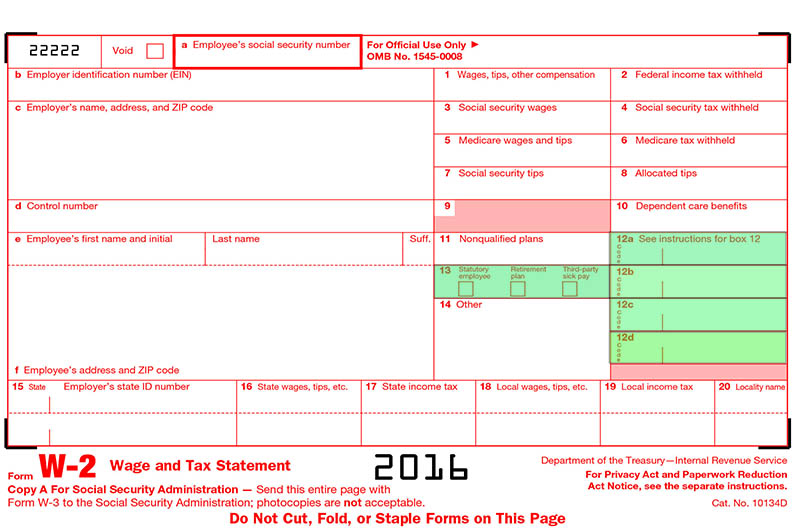 22222 Void a Employee's social security number For Official Use Only ►
OMB No. 1545-0008
b Employer identification number (EIN) 1 Wages, tips, other compensation 2 Federal income tax withheld
c Employer's name, address, and ZIP code 3 Social security wages 4 Social security tax withheld
5 Medicare wages and tips 6 Medicare tax withheld
7 Social security tips 8 Allocated tips
d Control number 9 10 Dependent care benefits
e Employee's first name and initial Last name Suff. 11 Nonqualified plans 12a See instructions for box 12
Code
13 Statutory employee Retirement plan Third-party sick pay 12b
Code
14 Other 12c
Code
12d
Code
f Employee's address and ZIP code
15 State Employer's state ID number 16 State wages, tips, etc. 17 State income tax 18 Local wages, tips, etc. 19 Local income tax 20 Locality name
Form W-2 Wage and Tax Statement 2016 Department of the Treasury—Internal Revenue Service
For Privacy Act and Paperwork Reduction
Act Notice, see the separate instructions.
Copy A For Social Security Administration — Send this entire page with
Form W-3 to the Social Security Administration; photocopies are not acceptable. Cat. No. 10134D
Do Not Cut, Fold, or Staple Forms on This Page